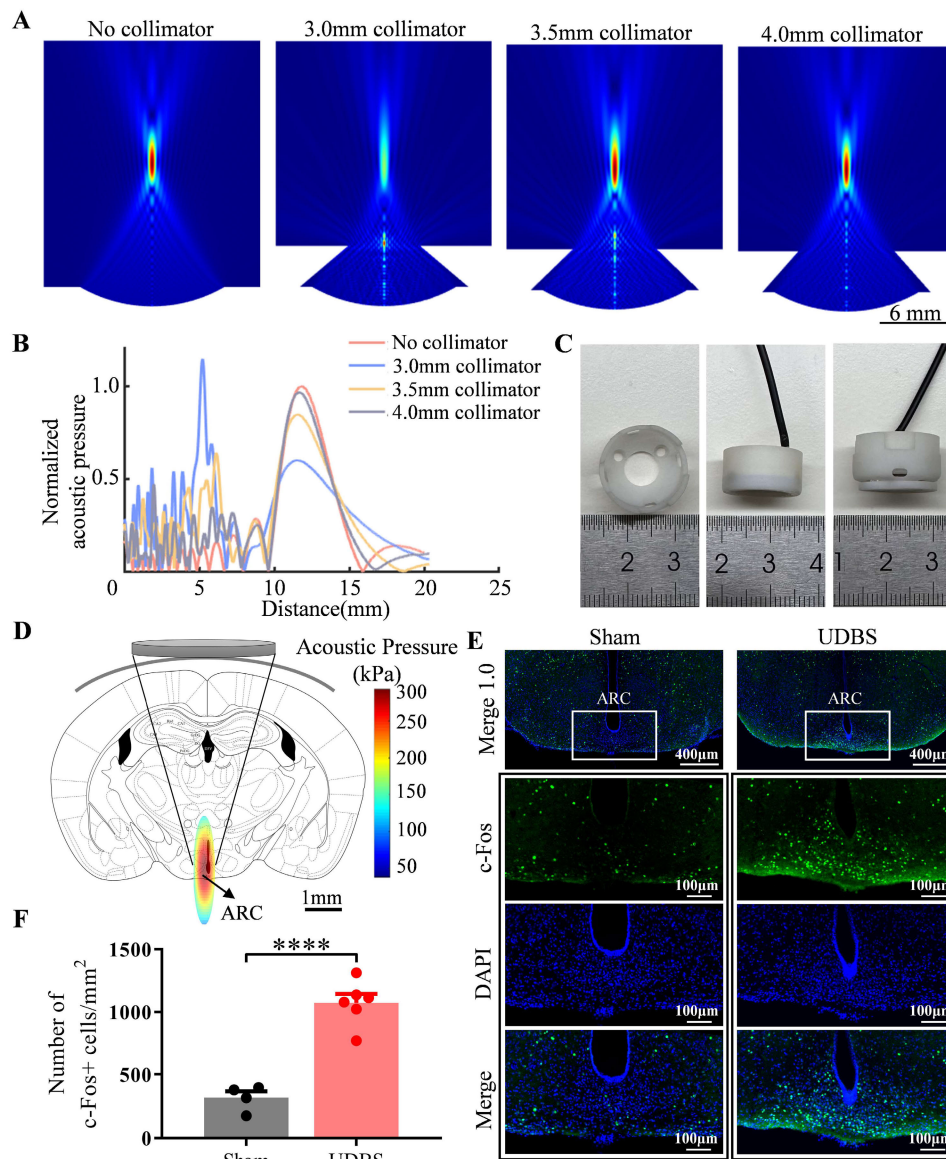 A
No collimator
3.0mm collimator
3.5mm collimator
4.0mm collimator
6 mm
B
Normalized
acoustic pressure
1.0
0.5
0
5
10
15
20
25
Distance(mm)
No collimator
3.0mm collimator
3.5mm collimator
4.0mm collimator
C
2 3
2 3 4
1 2 3
D
Acoustic Pressure
(kPa)
300
250
200
150
100
50
ARC
1mm
E
Sham
UDBS
Merge 1.0
ARC
400μm
ARC
400μm
c-Fos
100μm
100μm
DAPI
100μm
100μm
Merge
100μm
100μm
F
Number of
c-Fos+ cells/mm²
1500
1000
500
0
****
Sham
UDBS